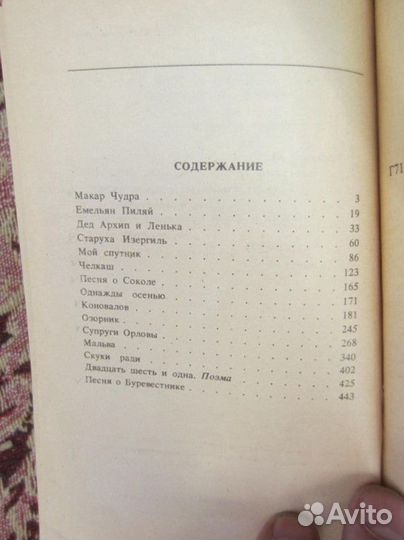 СОДЕРЖАНИЕ
Макар Чудра . . . . . . . . . . 3
Емельян Пиляй . . . . . . . . . . 19
Дед Архип и Ленька . . . . . . . . . . 33
Старуха Изергиль . . . . . . . . . . 60
Мой спутник . . . . . . . . . . 86
Челкаш . . . . . . . . . . 123
Песня о Соколе . . . . . . . . . . 165
Однажды осенью . . . . . . . . . . 171
Коновалов . . . . . . . . . . 181
Озорник . . . . . . . . . . 245
Супруги Орловы . . . . . . . . . . 268
Мальва . . . . . . . . . . 340
Скуки ради . . . . . . . . . . 402
Двадцать шесть и одна. Поэма . . . . . 425
Песня о Буревестнике . . . . . . . . . . 443
Г71
Avito